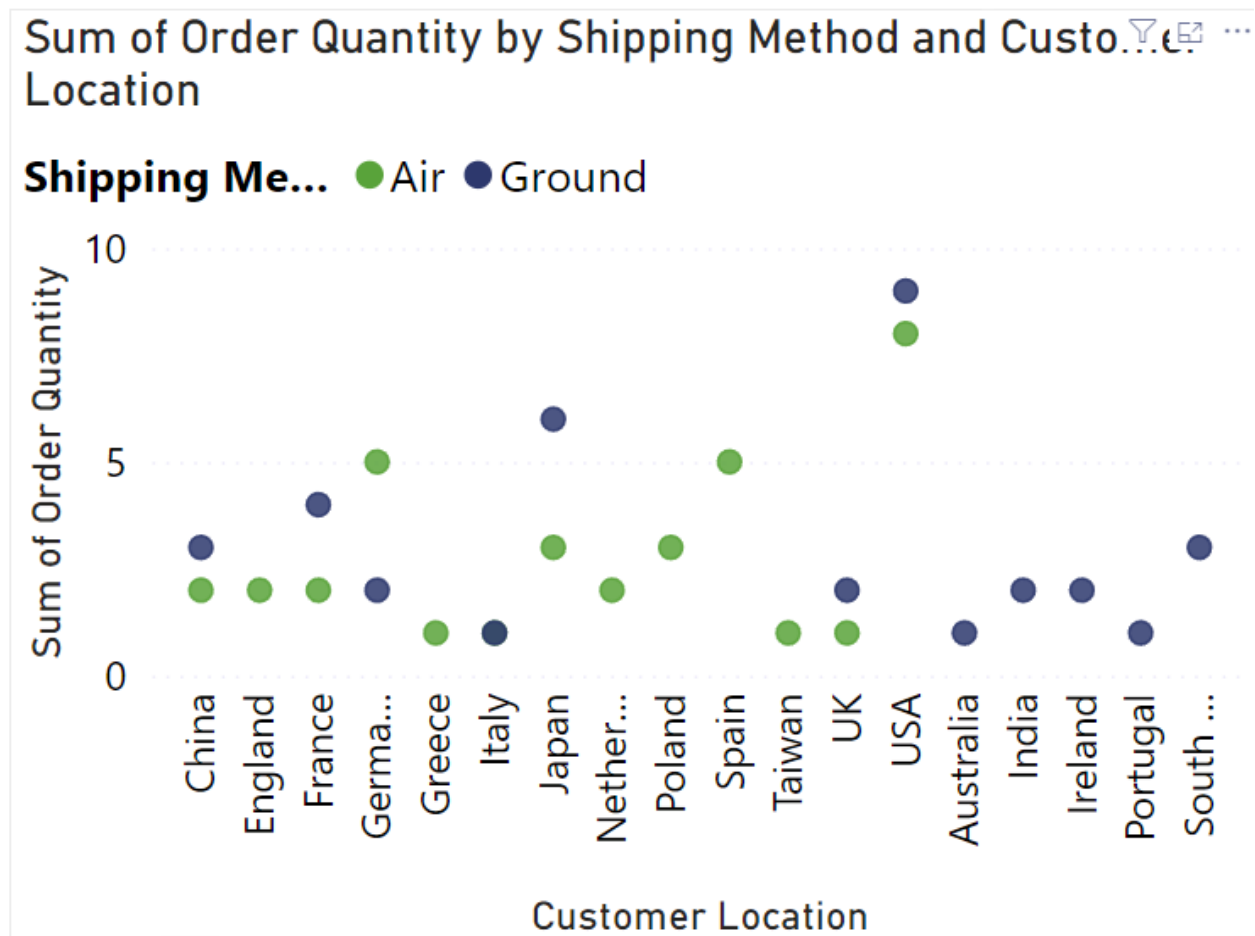 Sum of Order Quantity by Shipping Method and Custo...er
Location
Shipping Me... Air Ground
10
5
0
Sum of Order Quantity
China
England
France
Germa...
Greece
Italy
Japan
Nether...
Poland
Spain
Taiwan
UK
USA
Australia
India
Ireland
Portugal
South ...
Customer Location